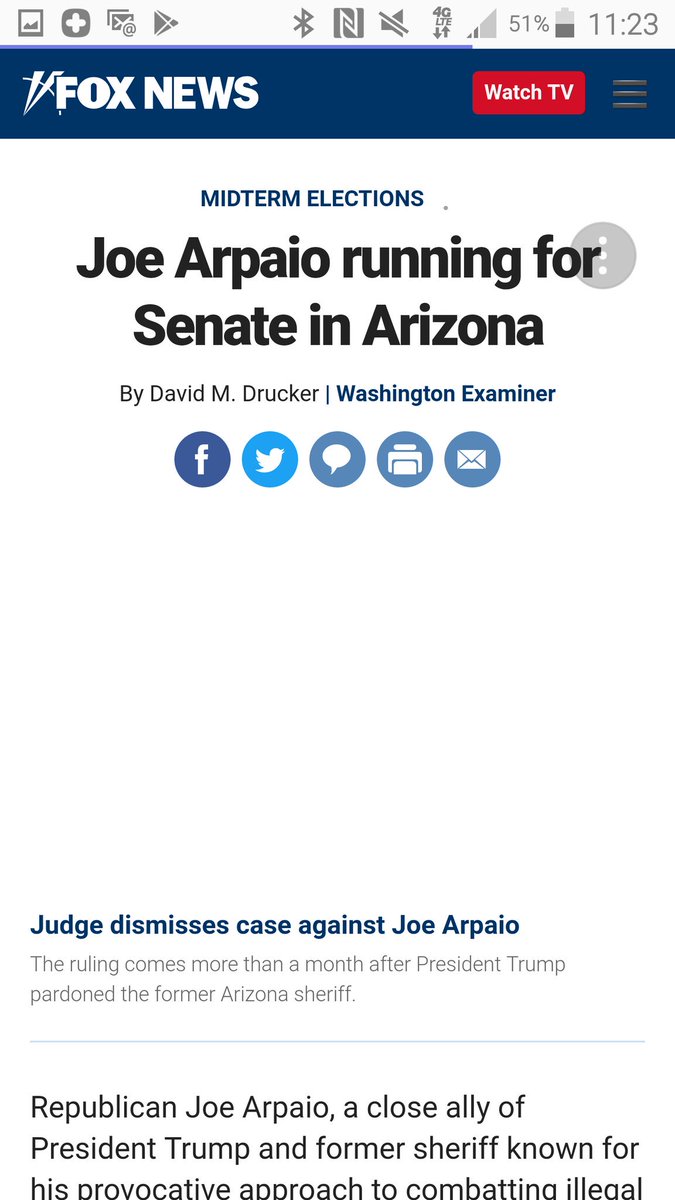 4G
LTE
51%
11:23
FOX NEWS
Watch TV
MIDTERM ELECTIONS
Joe Arpaio running for
Senate in Arizona
By David M. Drucker | Washington Examiner
Judge dismisses case against Joe Arpaio
The ruling comes more than a month after President Trump
pardoned the former Arizona sheriff.
Republican Joe Arpaio, a close ally of
President Trump and former sheriff known for
his provocative approach to combatting illegal